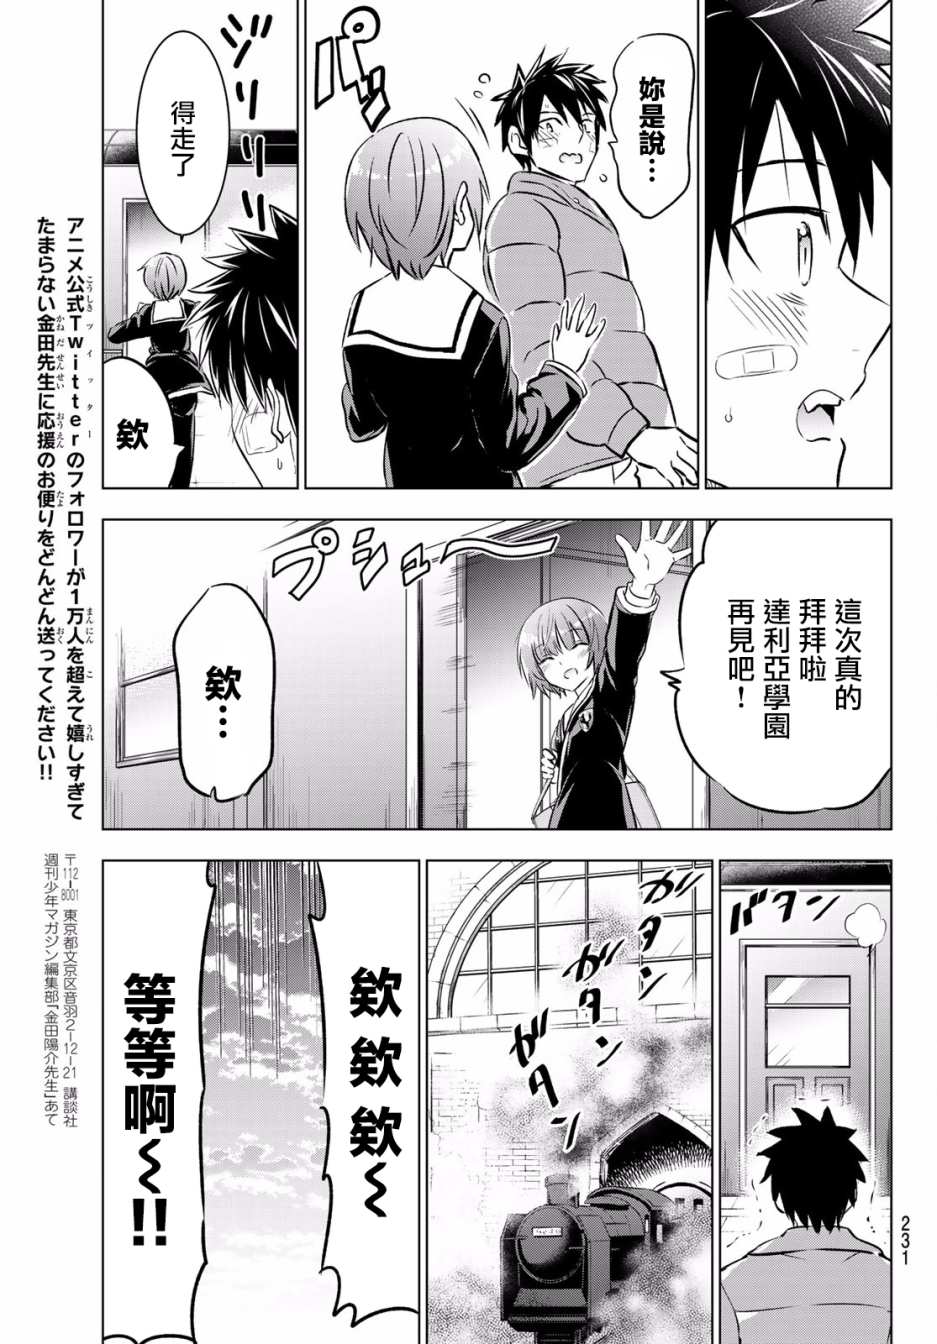 妳是說…
パッ
ジリリリ
得走了
欸
這次真的
拜拜啦
達利亞學園
再見吧！
プシュ〜
欸…
バタン
ガタン
ガタン
欸欸欸〜
等等啊〜!!
アニメ公式Twitterのフォロワーが1万人を超えて嬉しすぎて
たまらない金田先生に応援のお便りをどんどん送ってください!!
〒112-8001 東京都文京区音羽2-12-21 講談社
週刊少年マガジン編集部「金田陽介先生」あて
231